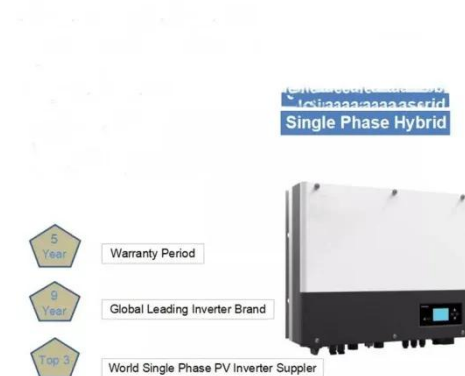 Single Phase Hybrid
5
Year
Warranty Period
9
Year
Global Leading Inverter Brand
Top 3
World Single Phase PV Inverter Suppler